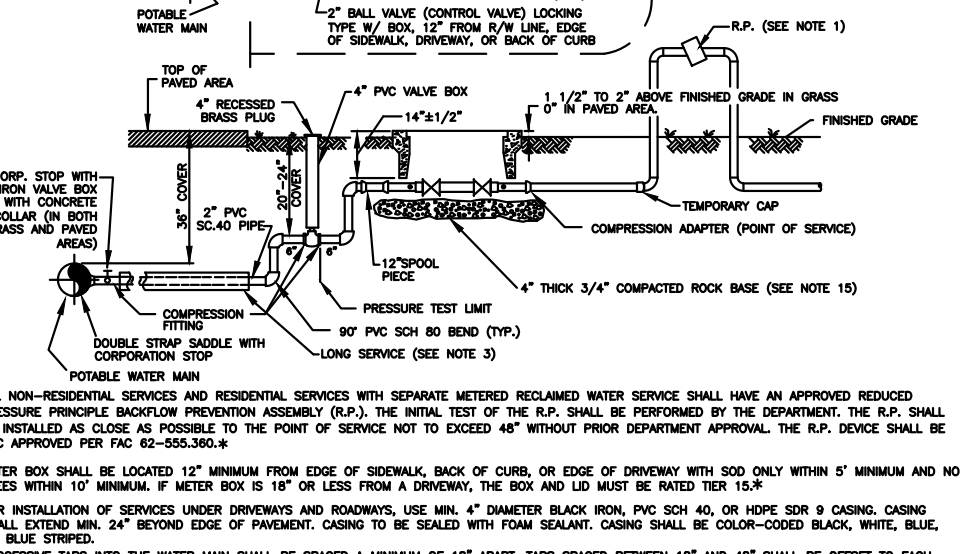 POTABLE
WATER MAIN
2" BALL VALVE (CONTROL VALVE) LOCKING
TYPE W/ BOX, 12" FROM R/W LINE, EDGE
OF SIDEWALK, DRIVEWAY, OR BACK OF CURB
R.P. (SEE NOTE 1)
TOP OF
PAVED AREA
4" RECESSED
BRASS PLUG
4" PVC VALVE BOX
14"±1/2"
1 1/2" TO 2" ABOVE FINISHED GRADE IN GRASS
0" IN PAVED AREA.
FINISHED GRADE
ORP. STOP WITH
IRON VALVE BOX
WITH CONCRETE
OLLAR (IN BOTH
RASS AND PAVED
AREAS)
36" COVER
2" PVC
SC.40 PIPE
20"-24"
COVER
6"
6"
TEMPORARY CAP
COMPRESSION ADAPTER (POINT OF SERVICE)
12"SPOOL
PIECE
4" THICK 3/4" COMPACTED ROCK BASE (SEE NOTE 15)
COMPRESSION
FITTING
PRESSURE TEST LIMIT
90° PVC SCH 80 BEND (TYP.)
DOUBLE STRAP SADDLE WITH
CORPORATION STOP
LONG SERVICE (SEE NOTE 3)
POTABLE WATER MAIN
NON-RESIDENTIAL SERVICES AND RESIDENTIAL SERVICES WITH SEPARATE METERED RECLAIMED WATER SERVICE SHALL HAVE AN APPROVED REDUCED
ESSURE PRINCIPLE BACKFLOW PREVENTION ASSEMBLY (R.P.). THE INITIAL TEST OF THE R.P. SHALL BE PERFORMED BY THE DEPARTMENT. THE R.P. SHALL
INSTALLED AS CLOSE AS POSSIBLE TO THE POINT OF SERVICE NOT TO EXCEED 48" WITHOUT PRIOR DEPARTMENT APPROVAL. THE R.P. DEVICE SHALL BE
C APPROVED PER FAC 62-555.360.*
TER BOX SHALL BE LOCATED 12" MINIMUM FROM EDGE OF SIDEWALK, BACK OF CURB, OR EDGE OF DRIVEWAY WITH SOD ONLY WITHIN 5' MINIMUM AND NO
EES WITHIN 10' MINIMUM. IF METER BOX IS 18" OR LESS FROM A DRIVEWAY, THE BOX AND LID MUST BE RATED TIER 15.*
R INSTALLATION OF SERVICES UNDER DRIVEWAYS AND ROADWAYS, USE MIN. 4" DIAMETER BLACK IRON, PVC SCH 40, OR HDPE SDR 9 CASING. CASING
ALL EXTEND MIN. 24" BEYOND EDGE OF PAVEMENT. CASING TO BE SEALED WITH FOAM SEALANT. CASING SHALL BE COLOR-CODED BLACK, WHITE, BLUE,
BLUE STRIPED.